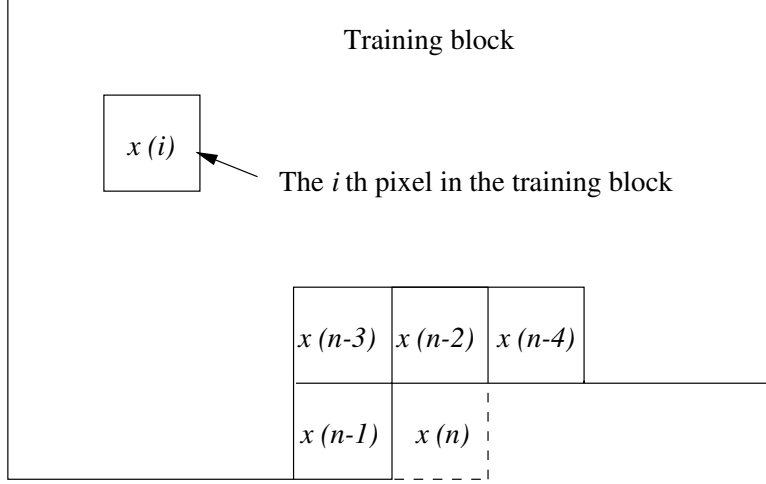 Training block
x (i)
The i th pixel in the training block
x (n-3) x (n-2) x (n-4)
x (n-1) x (n)